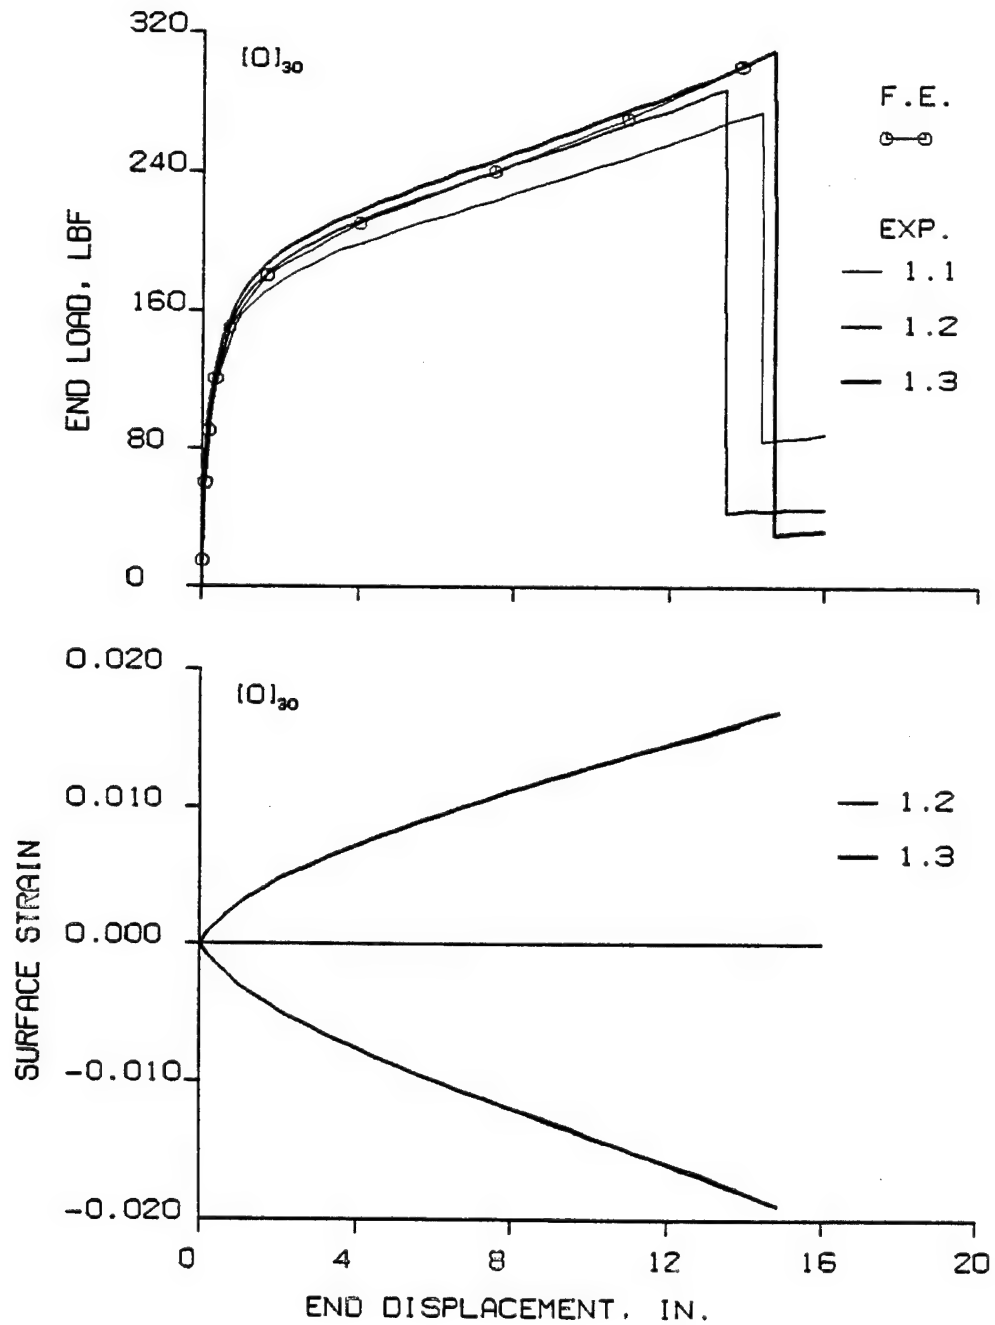 320
[0]30
F.E.
240
EXP.
1.1
1.2
1.3
160
80
0
END LOAD, LBF
0.020
[0]30
0.010
1.2
1.3
0.000
-0.010
-0.020
SURFACE STRAIN
0 4 8 12 16 20
END DISPLACEMENT, IN.